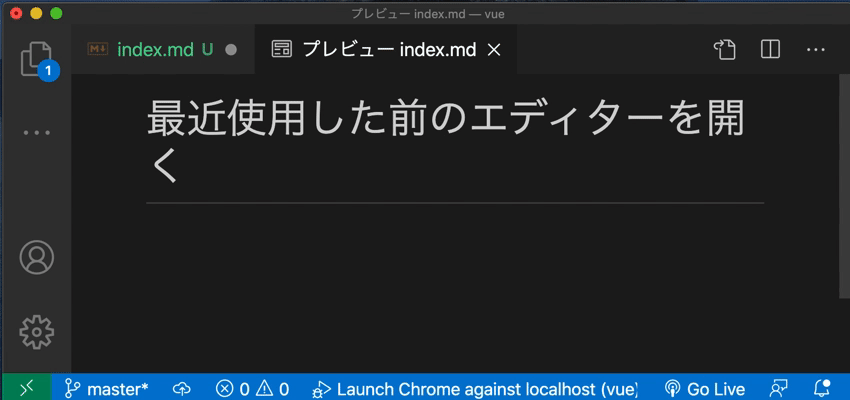 プレビュー index.md — vue
index.md U
プレビュー index.md
1
最近使用した前のエディターを開
く
master*
0 0
Launch Chrome against localhost (vue)
Go Live